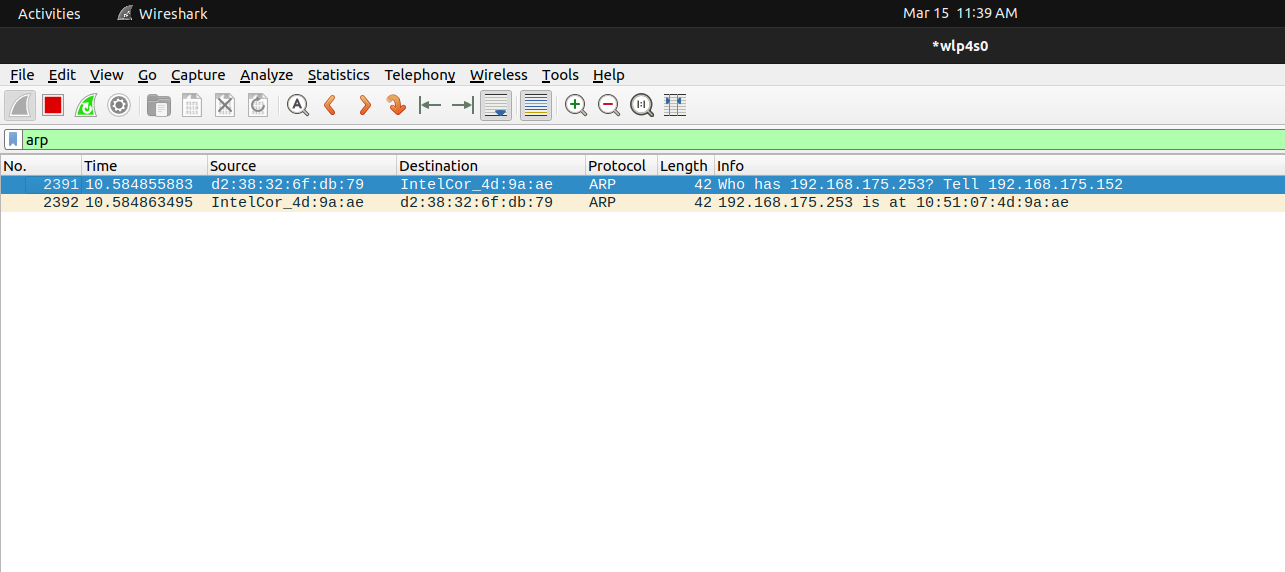 Activities Wireshark Mar 15 11:39 AM
*wlp4s0
File Edit View Go Capture Analyze Statistics Telephony Wireless Tools Help
arp
No. Time Source Destination Protocol Length Info
2391 10.584855883 d2:38:32:6f:db:79 IntelCor_4d:9a:ae ARP 42 Who has 192.168.175.253? Tell 192.168.175.152
2392 10.584863495 IntelCor_4d:9a:ae d2:38:32:6f:db:79 ARP 42 192.168.175.253 is at 10:51:07:4d:9a:ae